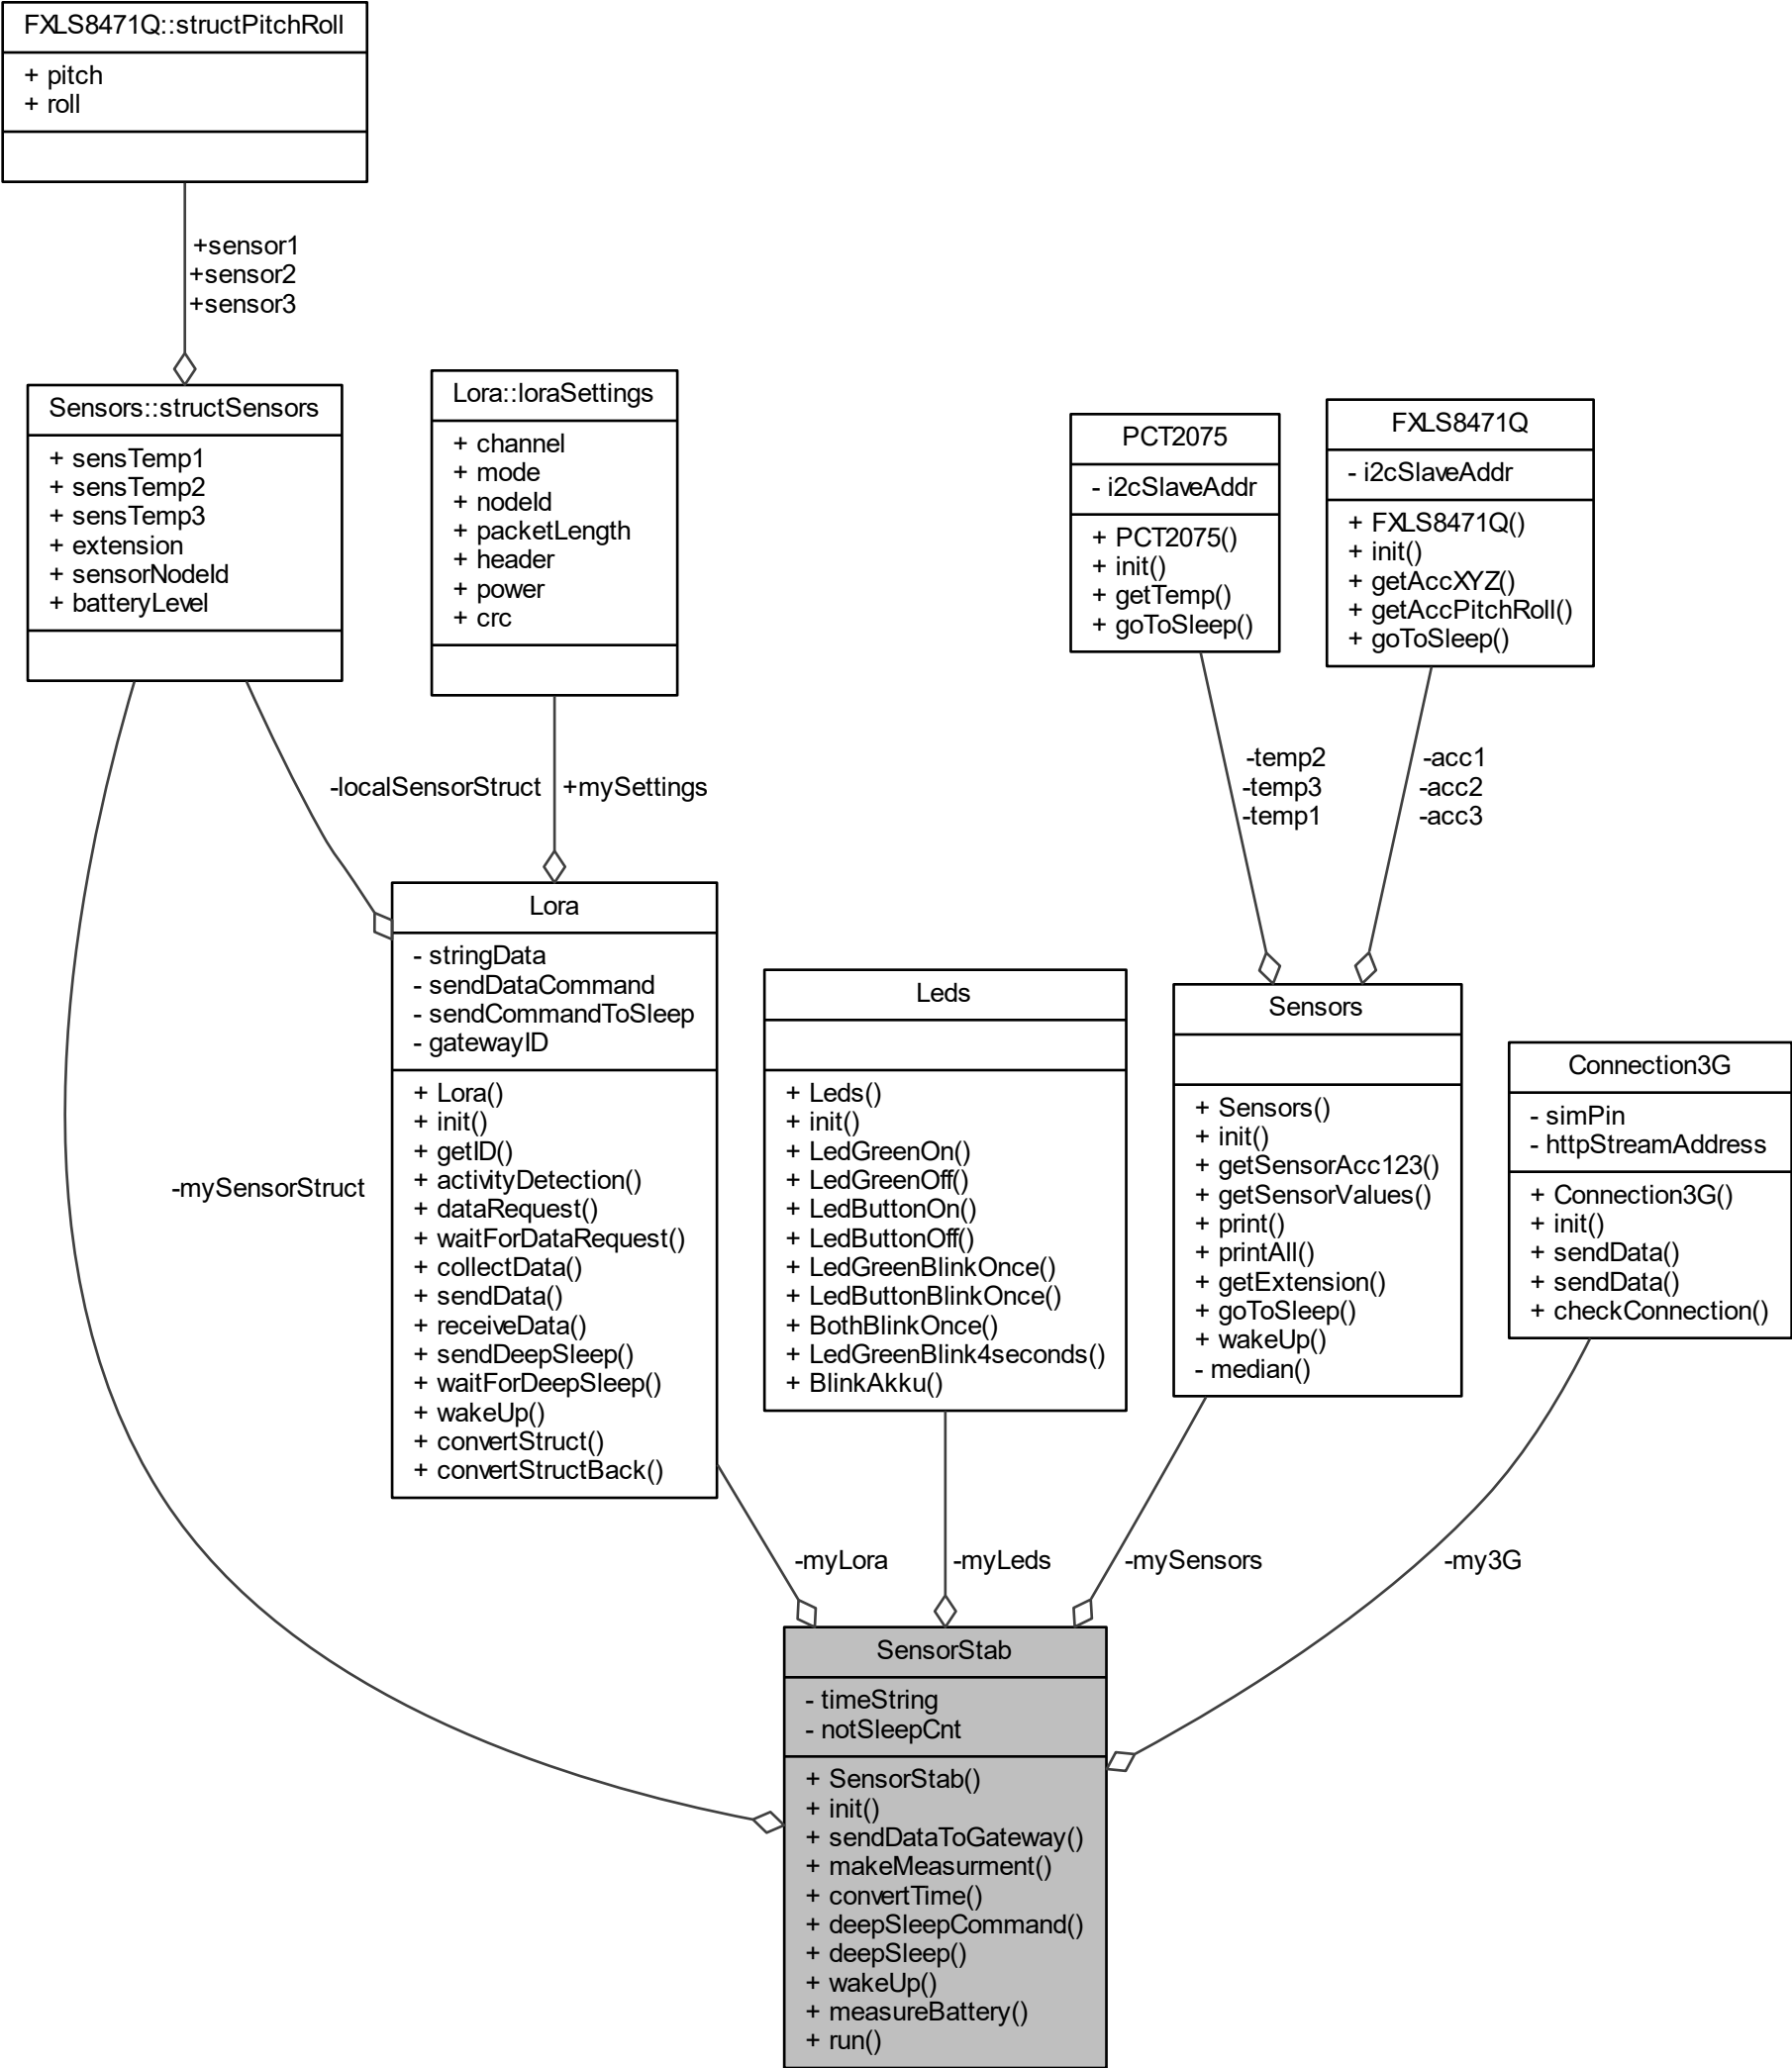 FXLS8471Q::structPitchRoll
+ pitch
+ roll
+sensor1
+sensor2
+sensor3
Sensors::structSensors
+ sensTemp1
+ sensTemp2
+ sensTemp3
+ extension
+ sensorNodeId
+ batteryLevel
Lora::loraSettings
+ channel
+ mode
+ nodeId
+ packetLength
+ header
+ power
+ crc
PCT2075
- i2cSlaveAddr
+ PCT2075()
+ init()
+ getTemp()
+ goToSleep()
FXLS8471Q
- i2cSlaveAddr
+ FXLS8471Q()
+ init()
+ getAccXYZ()
+ getAccPitchRoll()
+ goToSleep()
-localSensorStruct
+mySettings
-temp2
-temp3
-temp1
-acc1
-acc2
-acc3
Lora
- stringData
- sendDataCommand
- sendCommandToSleep
- gatewayID
+ Lora()
+ init()
+ getID()
+ activityDetection()
+ dataRequest()
+ waitForDataRequest()
+ collectData()
+ sendData()
+ receiveData()
+ sendDeepSleep()
+ waitForDeepSleep()
+ wakeUp()
+ convertStruct()
+ convertStructBack()
Leds
+ Leds()
+ init()
+ LedGreenOn()
+ LedGreenOff()
+ LedButtonOn()
+ LedButtonOff()
+ LedGreenBlinkOnce()
+ LedButtonBlinkOnce()
+ BothBlinkOnce()
+ LedGreenBlink4seconds()
+ BlinkAkku()
Sensors
+ Sensors()
+ init()
+ getSensorAcc123()
+ getSensorValues()
+ print()
+ printAll()
+ getExtension()
+ goToSleep()
+ wakeUp()
- median()
Connection3G
- simPin
- httpStreamAddress
+ Connection3G()
+ init()
+ sendData()
+ sendData()
+ checkConnection()
-mySensorStruct
-myLora
-myLeds
-mySensors
-my3G
SensorStab
- timeString
- notSleepCnt
+ SensorStab()
+ init()
+ sendDataToGateway()
+ makeMeasurment()
+ convertTime()
+ deepSleepCommand()
+ deepSleep()
+ wakeUp()
+ measureBattery()
+ run()